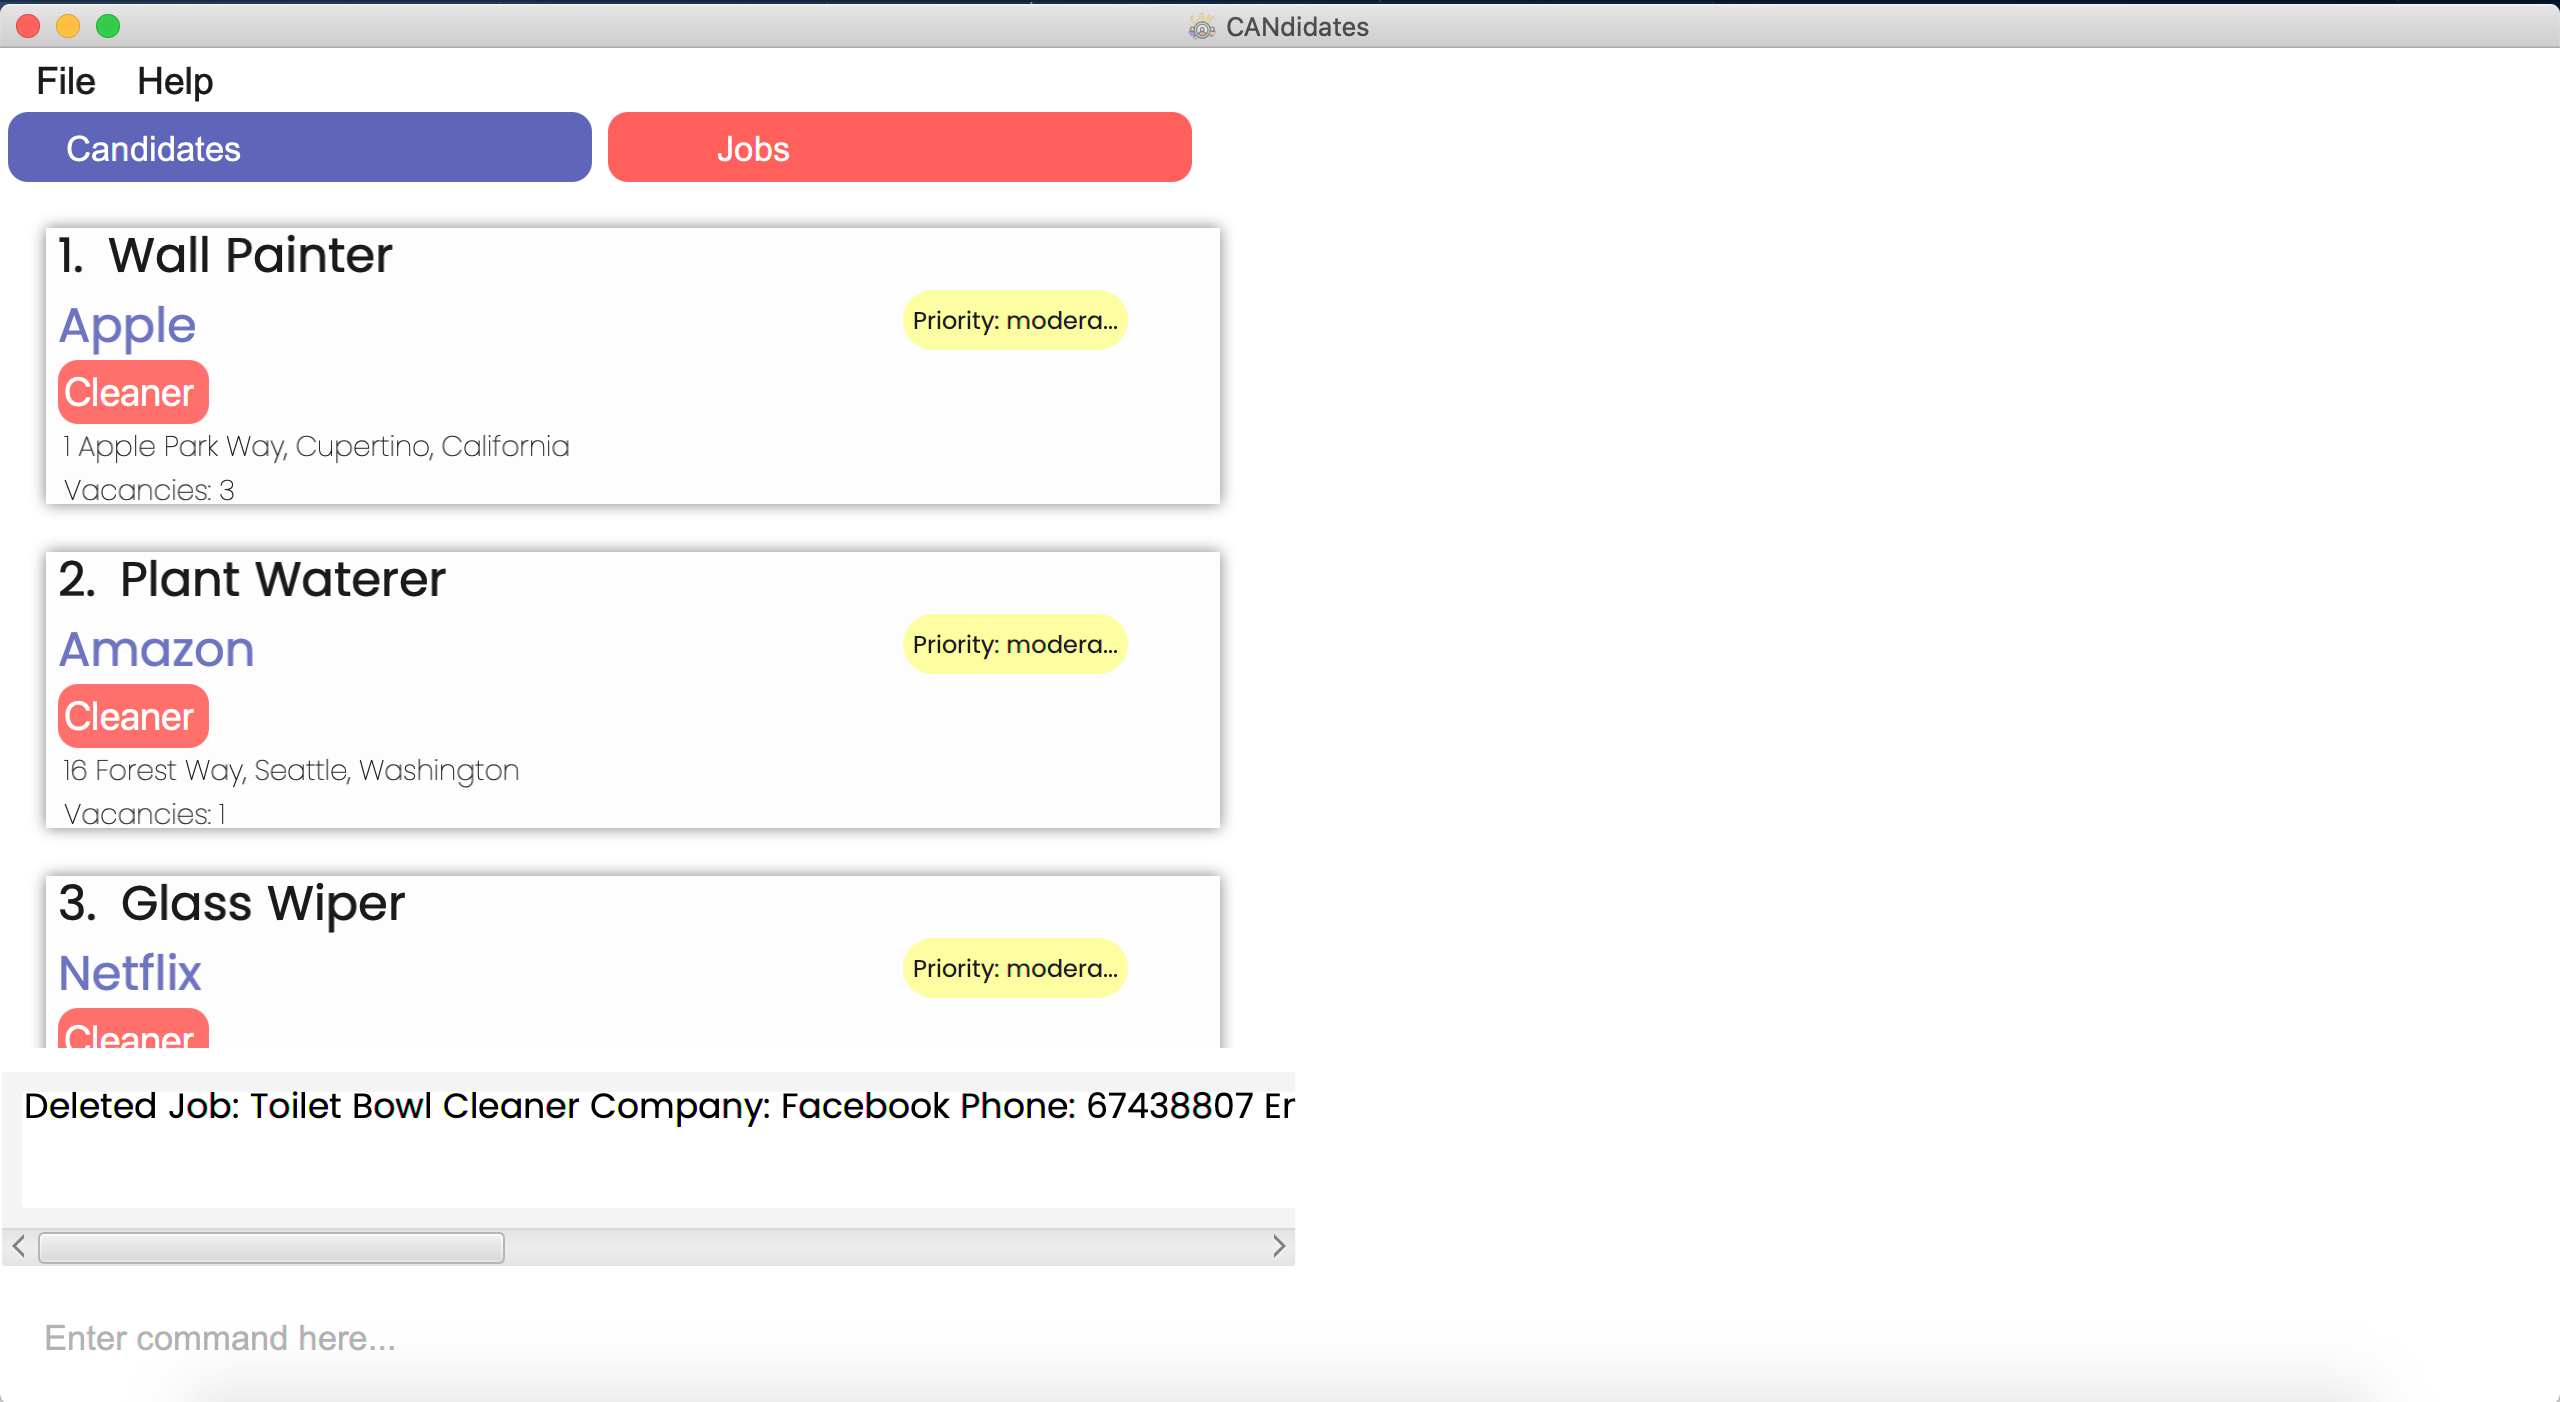 CANdidates
File Help
Candidates Jobs
1. Wall Painter
Apple
Priority: modera...
Cleaner
1 Apple Park Way, Cupertino, California
Vacancies: 3
2. Plant Waterer
Amazon
Priority: modera...
Cleaner
16 Forest Way, Seattle, Washington
Vacancies: 1
3. Glass Wiper
Netflix
Priority: modera...
Cleaner
Deleted Job: Toilet Bowl Cleaner Company: Facebook Phone: 67438807
Enter command here...